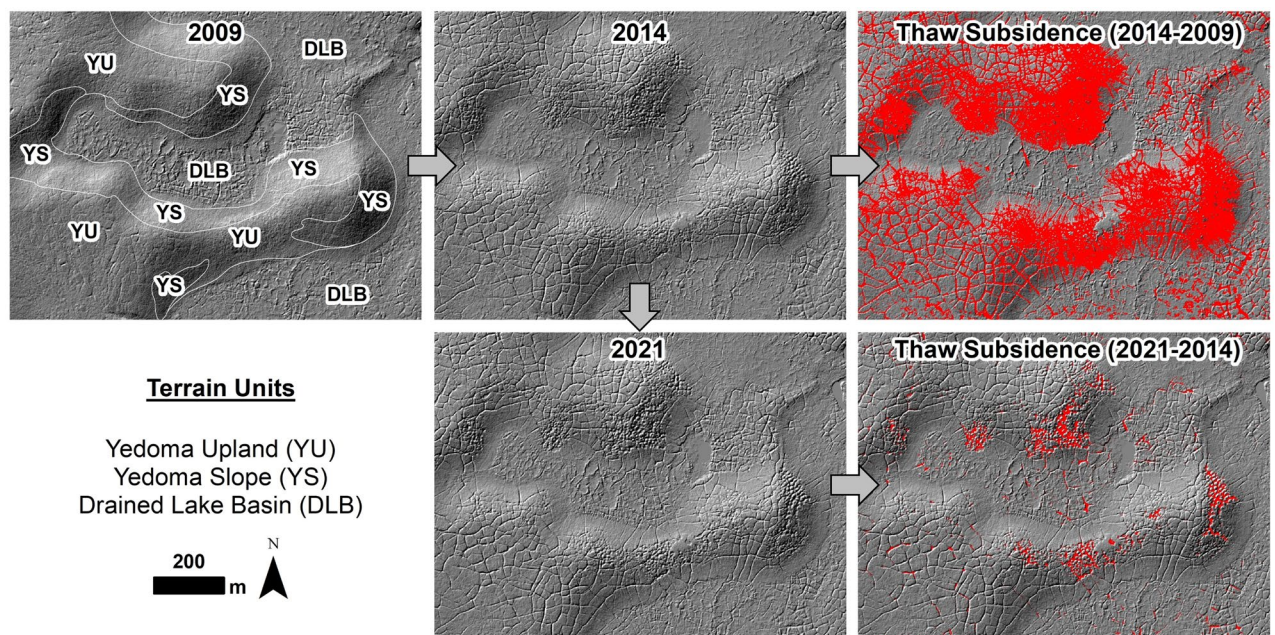 2009
DLB
YU
YS
YS
DLB
YS
YS
YS
YU
YU
YS
DLB
2014
Thaw Subsidence (2014-2009)
2021
Thaw Subsidence (2021-2014)
Terrain Units
Yedoma Upland (YU)
Yedoma Slope (YS)
Drained Lake Basin (DLB)
200
m
N